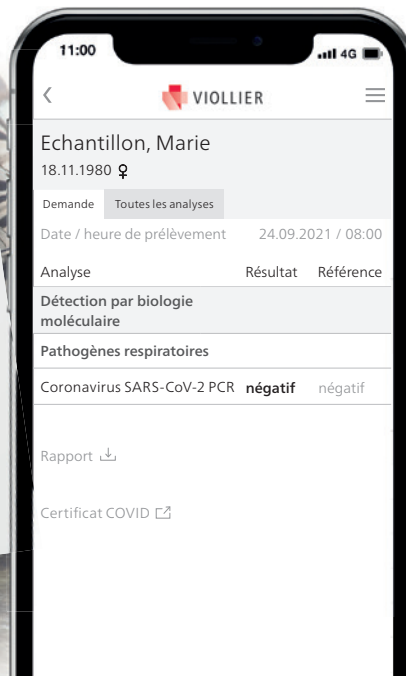 11:00
4G
VIOLLIER
Echantillon, Marie
18.11.1980 ♀
Demande Toutes les analyses
Date / heure de prélèvement 24.09.2021 / 08:00
Analyse Résultat Référence
Détection par biologie
moléculaire
Pathogènes respiratoires
Coronavirus SARS-CoV-2 PCR négatif négatif
Rapport
Certificat COVID